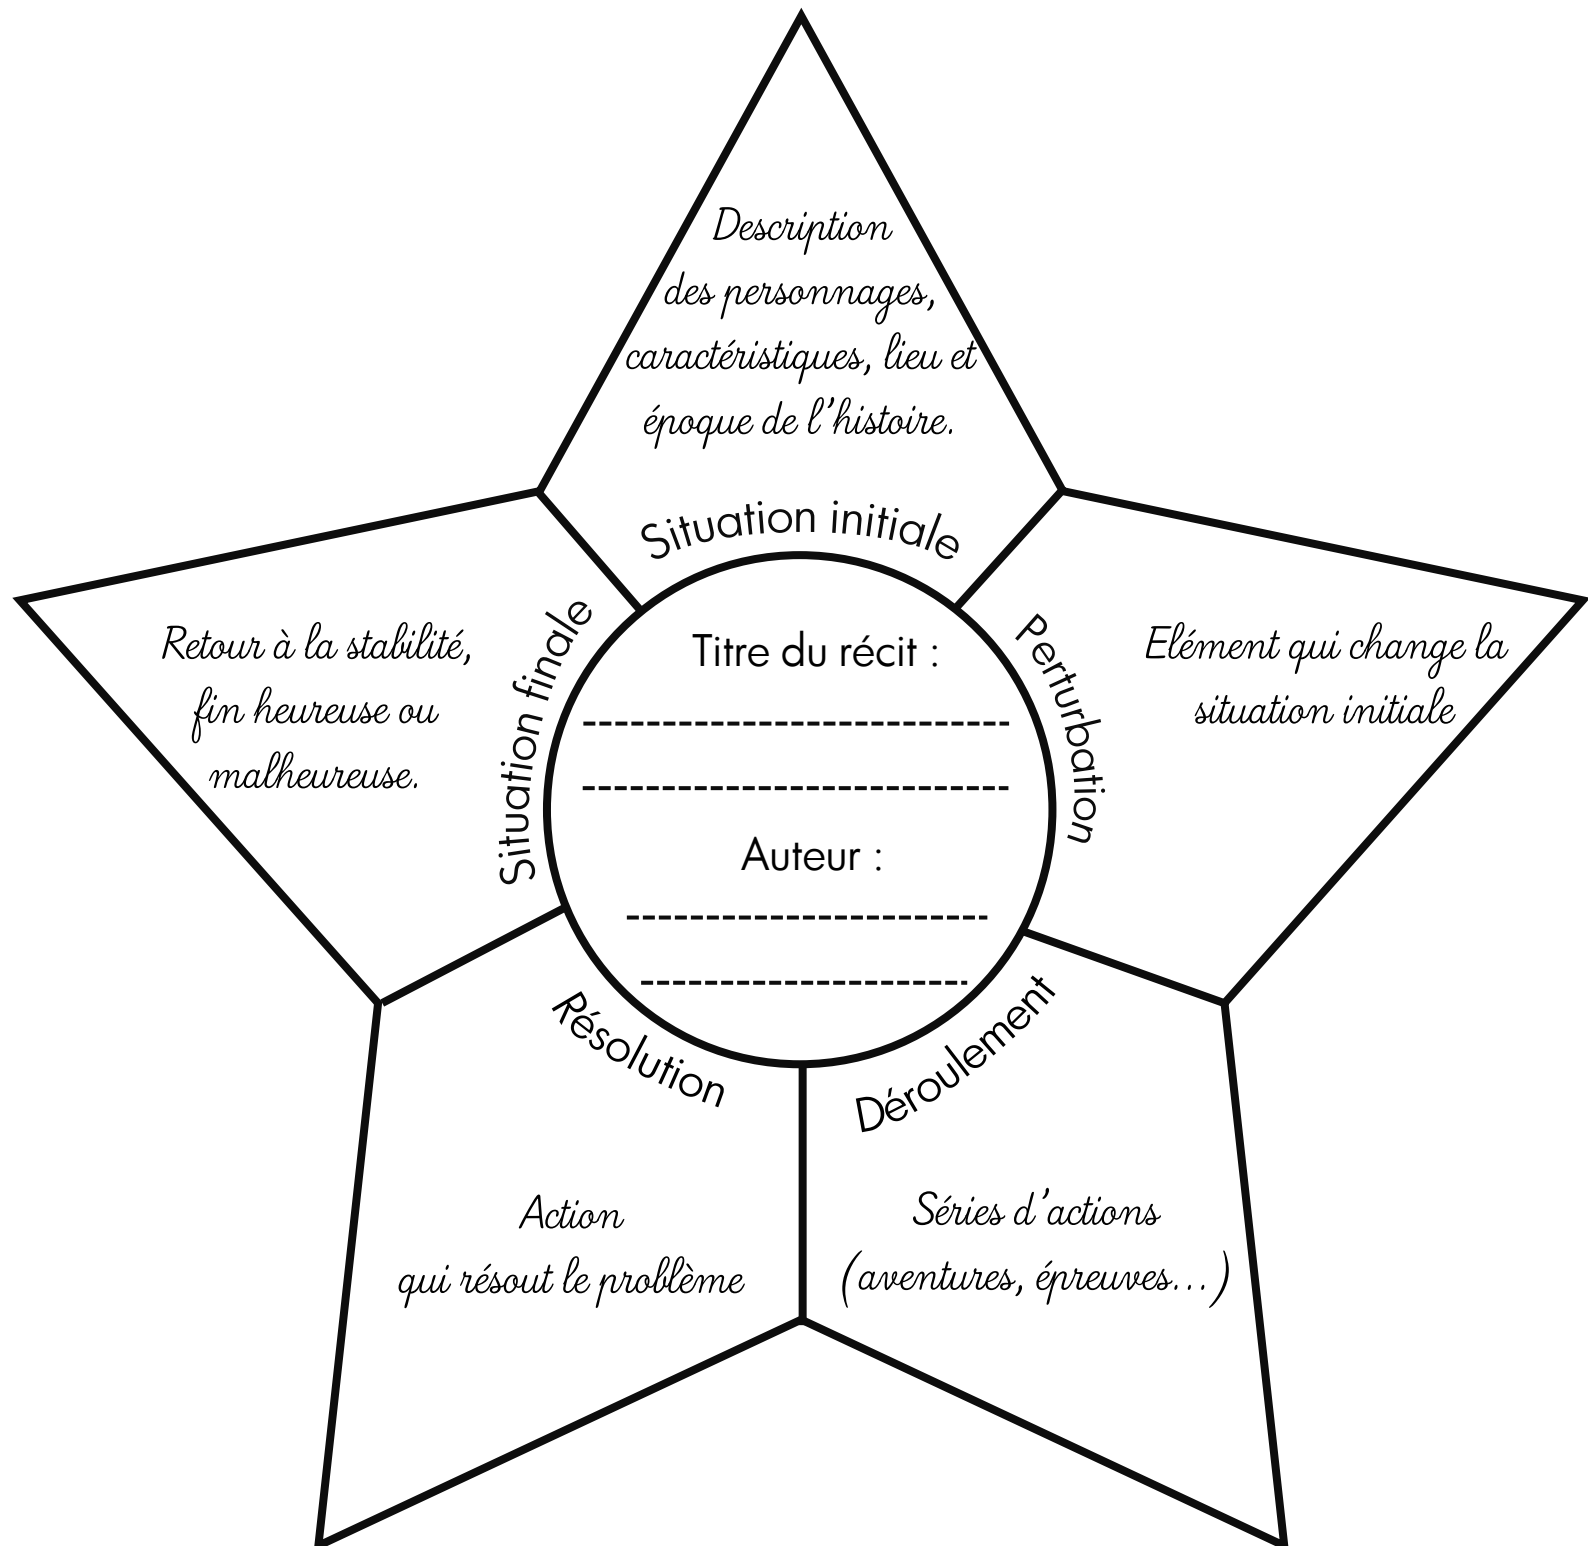 Description
des personnages,
caractéristiques, lieu et
époque de l'histoire.
Situation initiale
Titre du récit :
Auteur :
Perturbation
Elément qui change la
situation initiale
Déroulement
Séries d'actions
(aventures, épreuves...)
Résolution
Action
qui résout le problème
Situation finale
Retour à la stabilité,
fin heureuse ou
malheureuse.